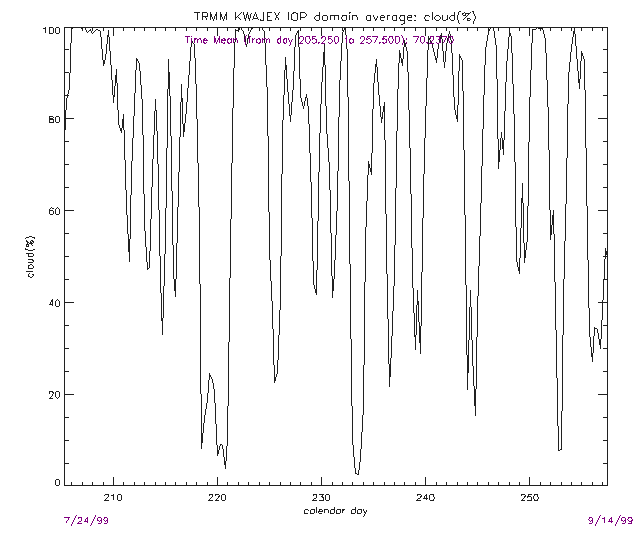 TRMM KWAJEX IOP domain average: cloud(%)
Time Mean (from day 205.250 to 257.500): 70.2370
100
80
60
40
20
0
cloud(%)
210 220 230 240 250
calendar day
7/24/99 9/14/99